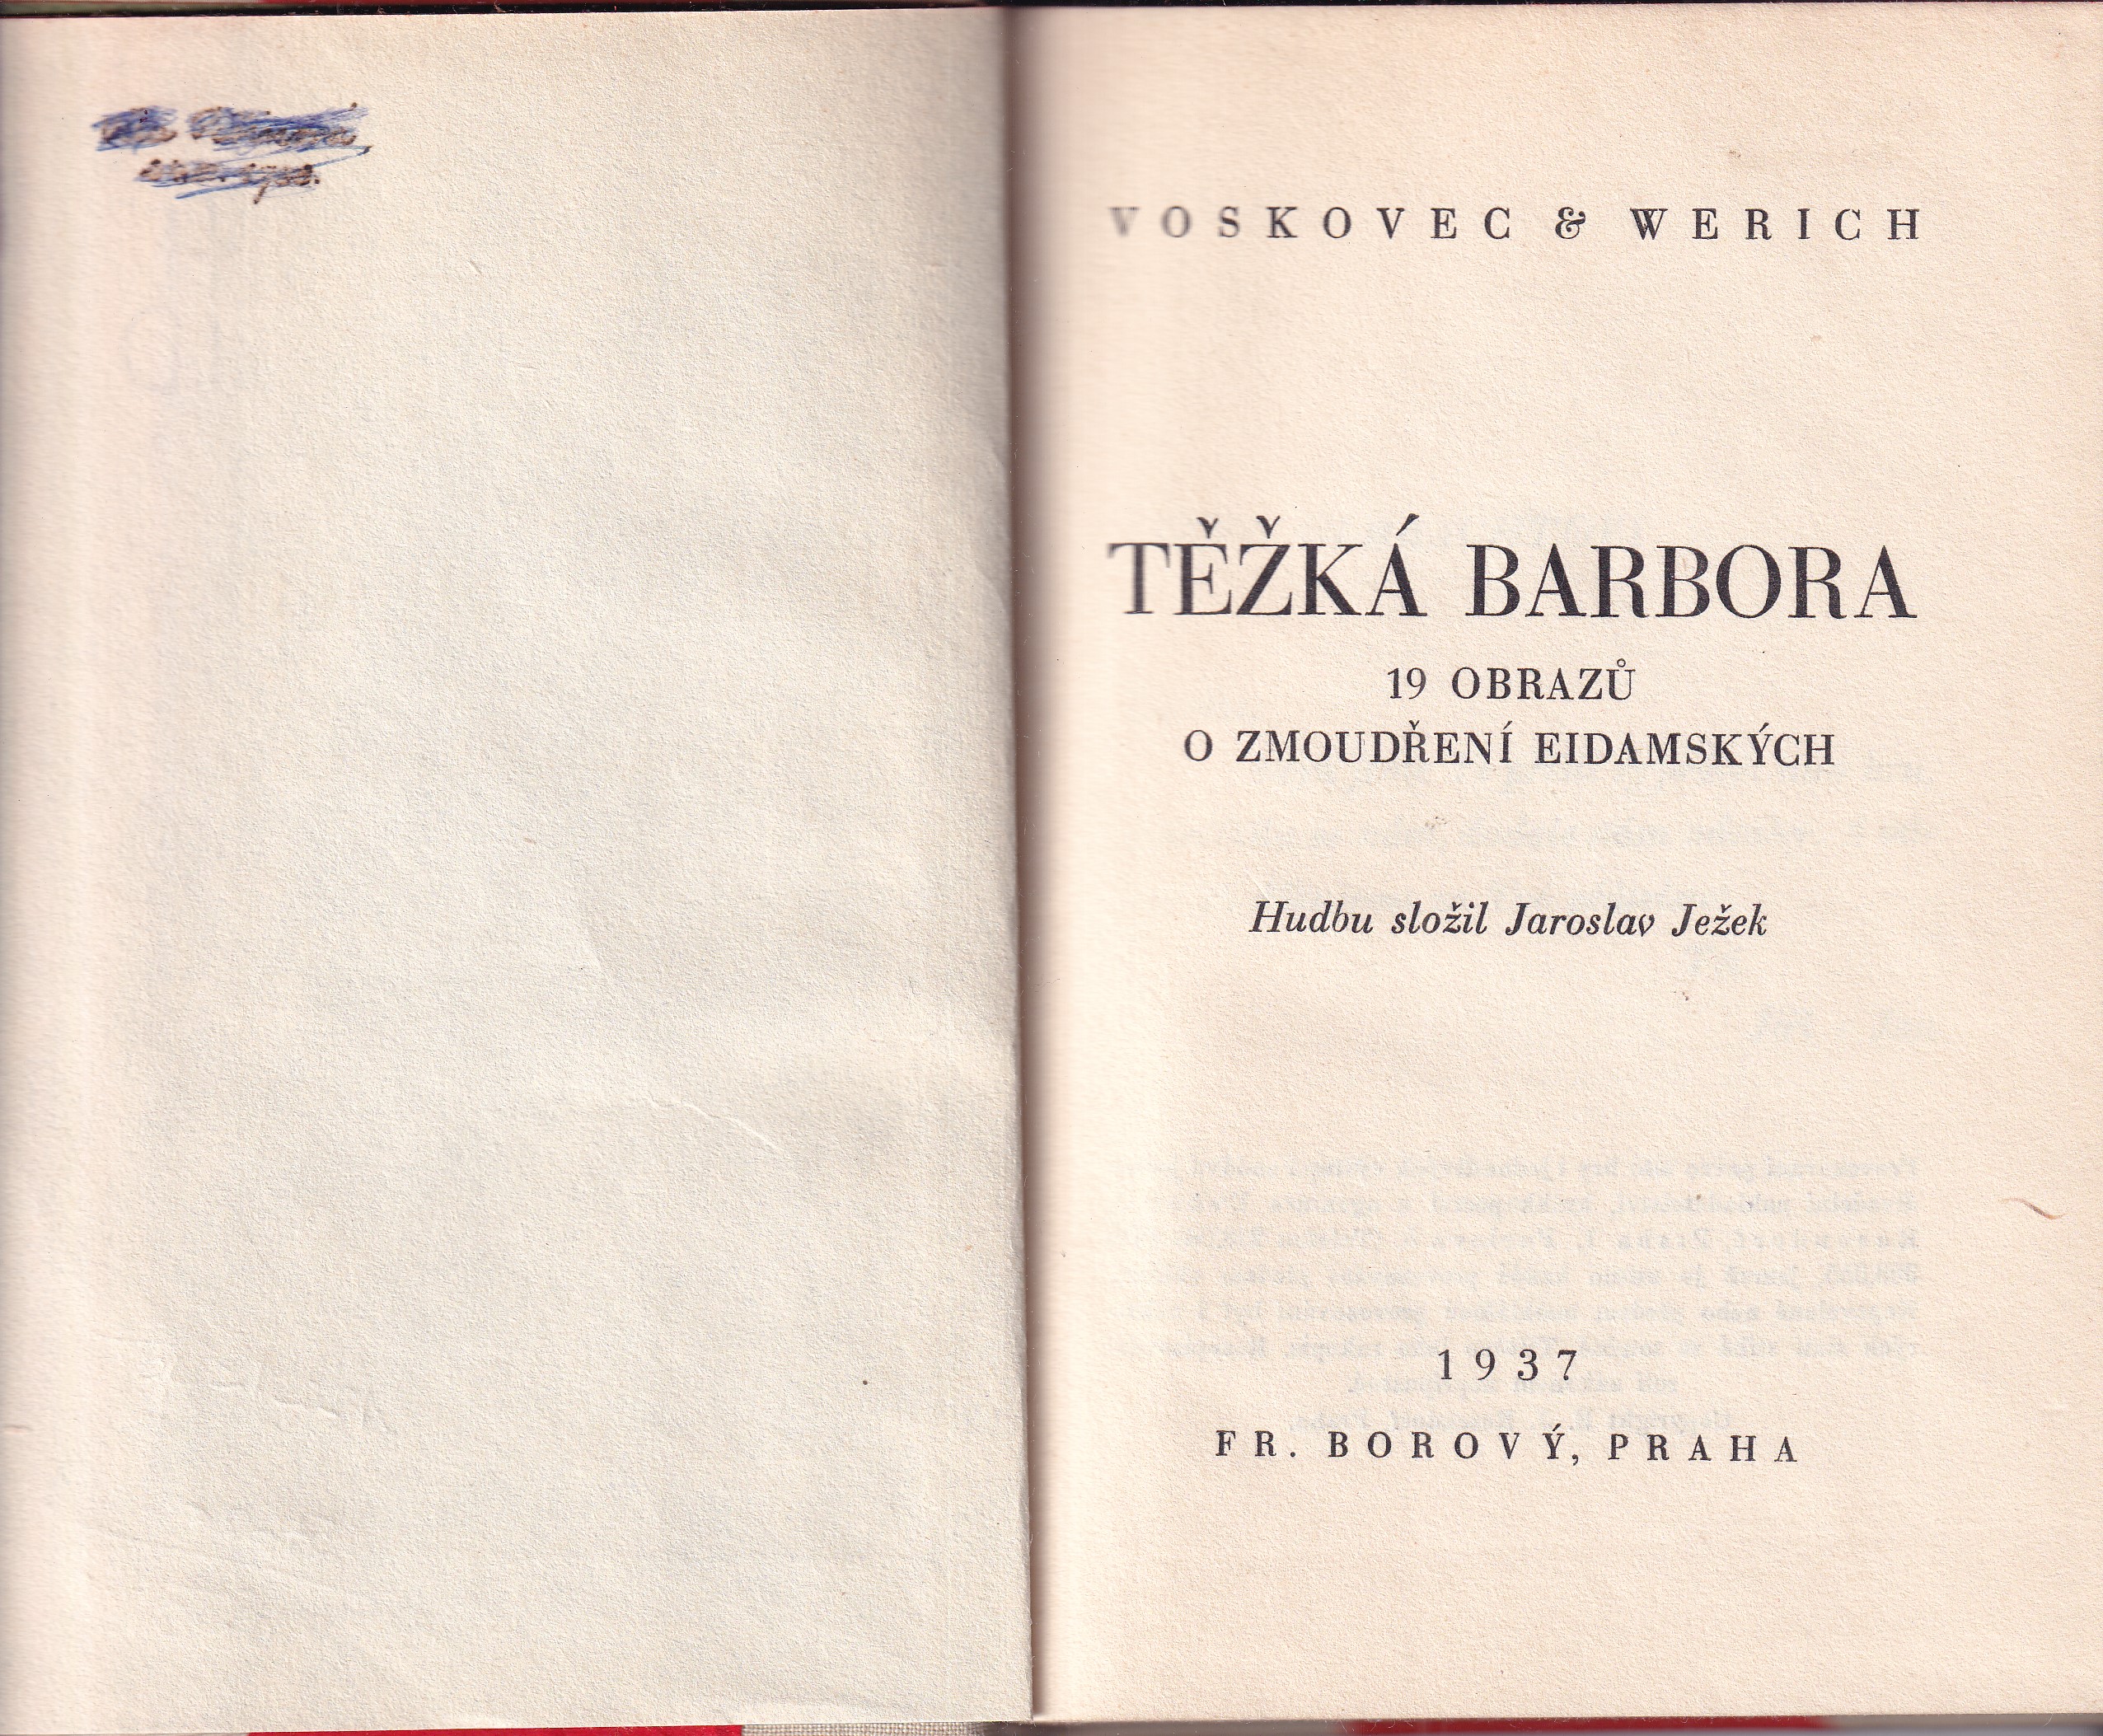 VOSKOVEC & WERICH
TĚŽKÁ BARBORA
19 OBRAZŮ
O ZMOUDŘENÍ EIDAMSKÝCH
Hudbu složil Jaroslav Ježek
1937
FR. BOROVÝ, PRAHA